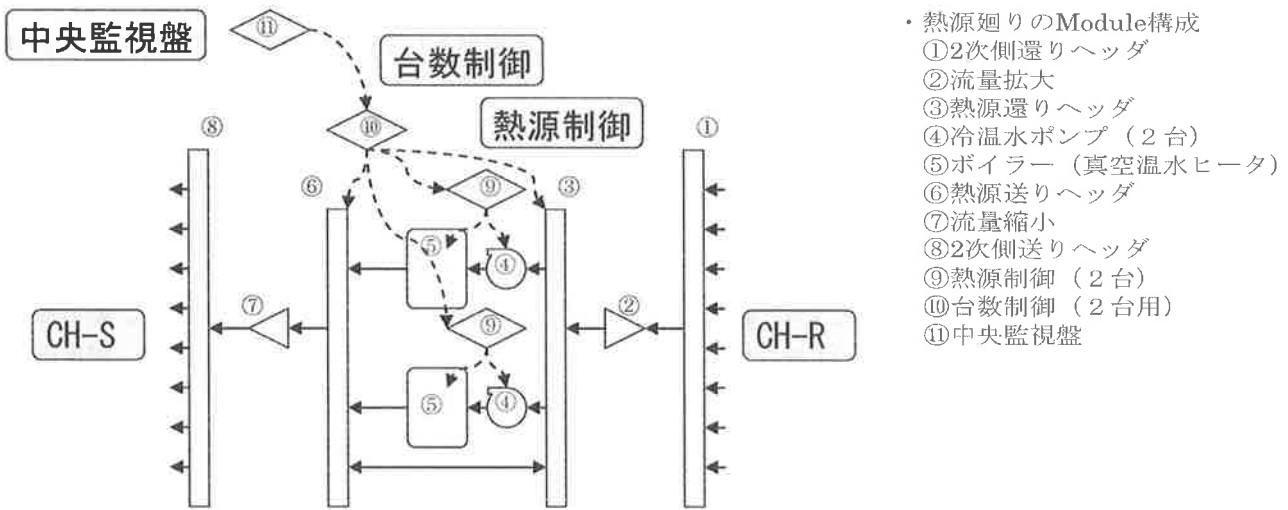 中央監視盤
⑪
台数制御
⑩
熱源制御
⑧
①
⑥
⑨
③
⑤
④
⑦
⑨
②
CH-S
CH-R
⑤
④
・熱源廻りのModule構成
①2次側還りヘッダ
②流量拡大
③熱源還りヘッダ
④冷温水ポンプ（２台）
⑤ボイラー（真空温水ヒータ）
⑥熱源送りヘッダ
⑦流量縮小
⑧2次側送りヘッダ
⑨熱源制御（２台）
⑩台数制御（２台用）
⑪中央監視盤